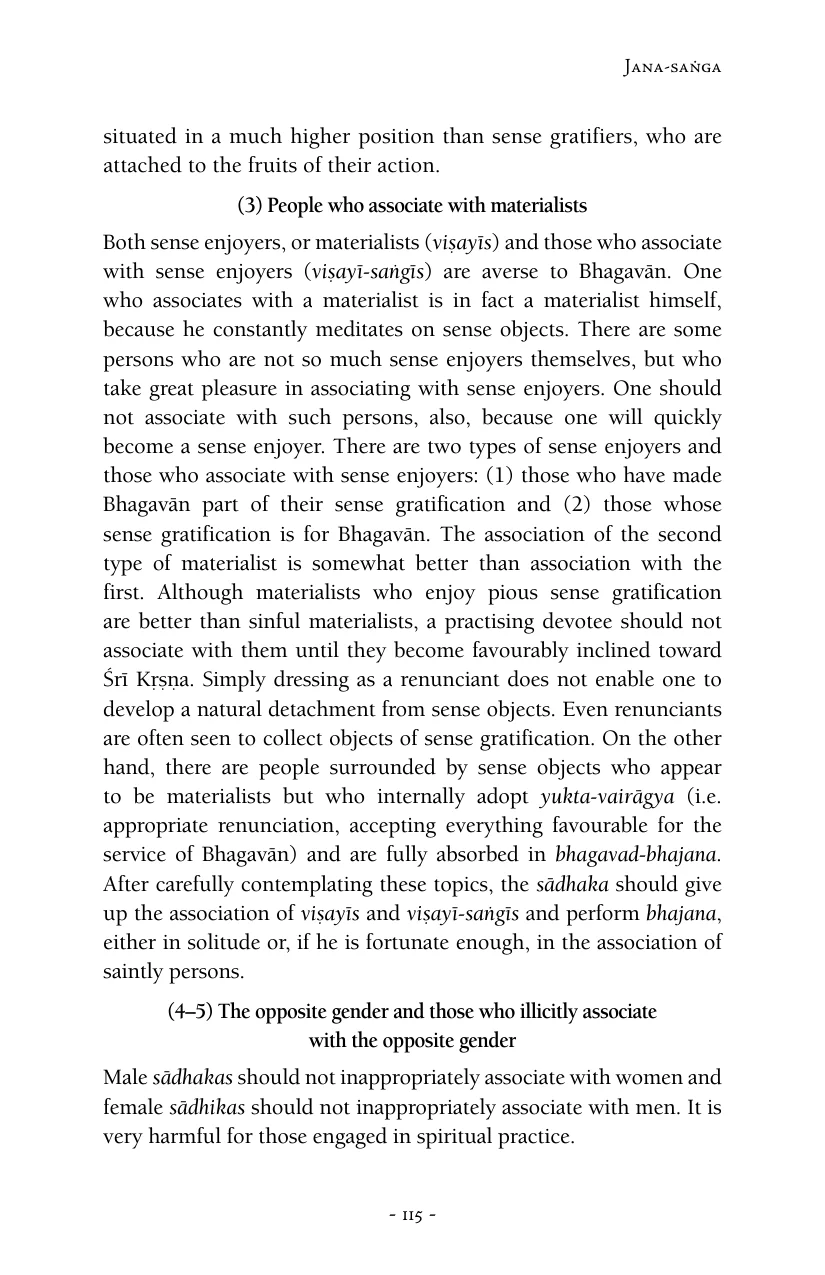 Jana-saṅga
situated in a much higher position than sense gratifiers, who are
attached to the fruits of their action.
(3) People who associate with materialists
Both sense enjoyers, or materialists (viṣayīs) and those who associate
with sense enjoyers (viṣayī-saṅgīs) are averse to Bhagavān. One
who associates with a materialist is in fact a materialist himself,
because he constantly meditates on sense objects. There are some
persons who are not so much sense enjoyers themselves, but who
take great pleasure in associating with sense enjoyers. One should
not associate with such persons, also, because one will quickly
become a sense enjoyer. There are two types of sense enjoyers and
those who associate with sense enjoyers: (1) those who have made
Bhagavān part of their sense gratification and (2) those whose
sense gratification is for Bhagavān. The association of the second
type of materialist is somewhat better than association with the
first. Although materialists who enjoy pious sense gratification
are better than sinful materialists, a practising devotee should not
associate with them until they become favourably inclined toward
Śrī Kṛṣṇa. Simply dressing as a renunciant does not enable one to
develop a natural detachment from sense objects. Even renunciants
are often seen to collect objects of sense gratification. On the other
hand, there are people surrounded by sense objects who appear
to be materialists but who internally adopt yukta-vairāgya (i.e.
appropriate renunciation, accepting everything favourable for the
service of Bhagavān) and are fully absorbed in bhagavad-bhajana.
After carefully contemplating these topics, the sādhaka should give
up the association of viṣayīs and viṣayī-saṅgīs and perform bhajana,
either in solitude or, if he is fortunate enough, in the association of
saintly persons.
(4–5) The opposite gender and those who illicitly associate
with the opposite gender
Male sādhakas should not inappropriately associate with women and
female sādhikas should not inappropriately associate with men. It is
very harmful for those engaged in spiritual practice.
- 115 -